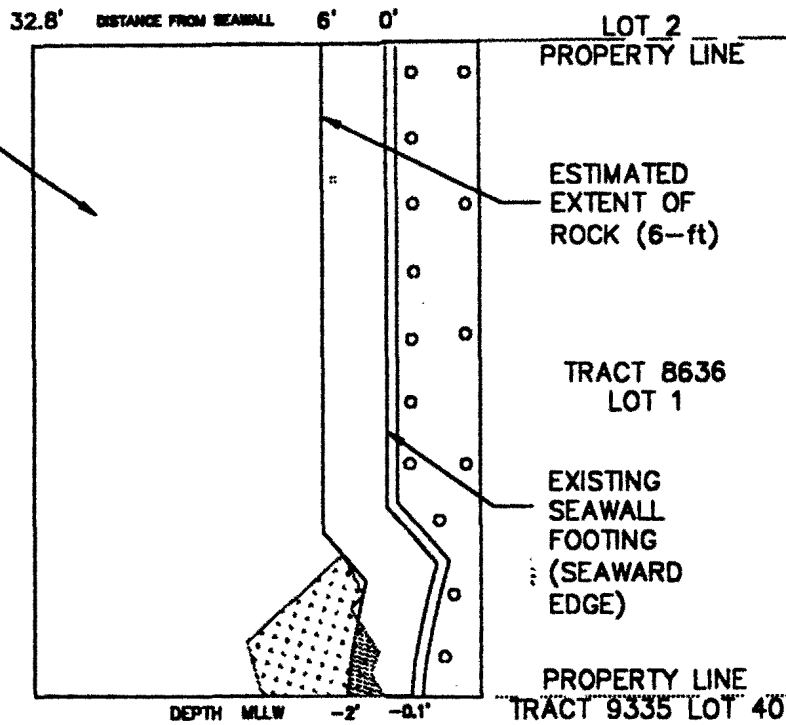 32.8' DISTANCE FROM SEAWALL 6' 0'
LOT 2
PROPERTY LINE
ESTIMATED
EXTENT OF
ROCK (6-ft)
TRACT 8636
LOT 1
EXISTING
SEAWALL
FOOTING
(SEAWARD
EDGE)
PROPERTY LINE
DEPTH MLLW -2' -0.1' TRACT 9335 LOT 40